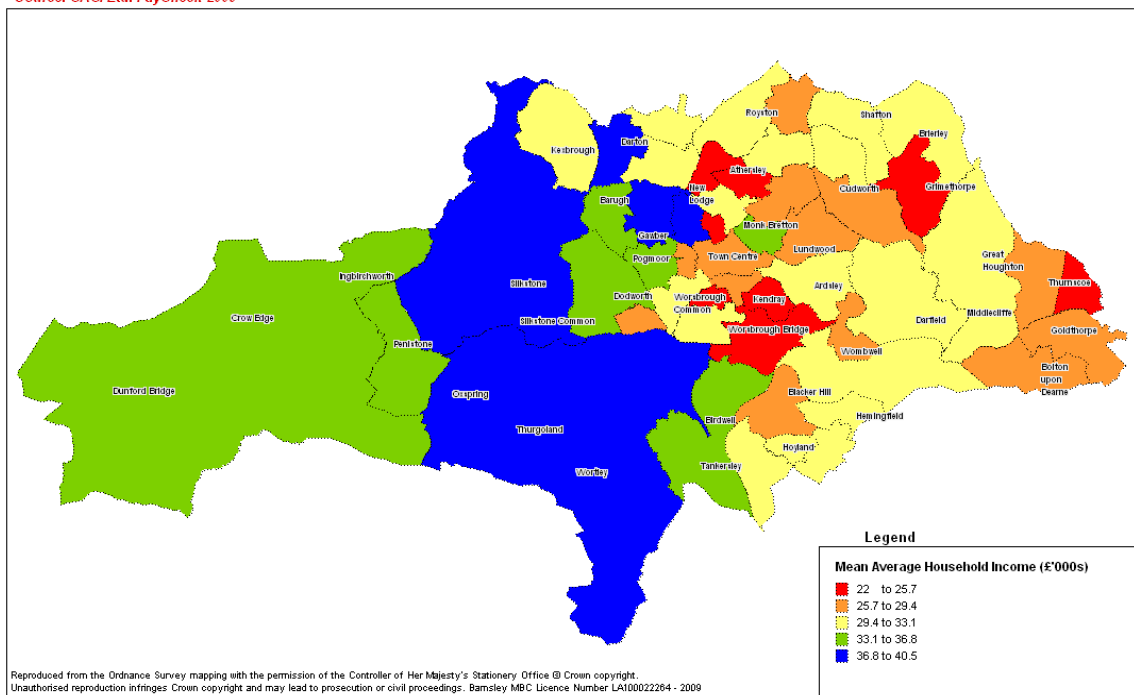 Royston
Shafton
Brierley
Kesbrough
Darton
Athersley
New
Lodge
Cudworth
Grimethorpe
Barugh
Monk Bretton
Gawber
Lundwood
Town Centre
Great
Houghton
Pogmoor
Ingbirchworth
Silkstone
Dodworth
Worsbrough
Common
Kendray
Ardsley
Thurnscoe
Crow Edge
Silkstone Common
Darfield
Middlecliffe
Worsbrough Bridge
Goldthorpe
Penistone
Wombwell
Bolton
upon
Dearne
Dunford Bridge
Oxspring
Blacker Hill
Birdwell
Hemingfield
Thurgoland
Hoyland
Tankersley
Wortley
Legend
Mean Average Household Income (£'000s)
22 to 25.7
25.7 to 29.4
29.4 to 33.1
33.1 to 36.8
36.8 to 40.5
Reproduced from the Ordnance Survey mapping with the permission of the Controller of Her Majesty's Stationery Office © Crown copyright.
Unauthorised reproduction infringes Crown copyright and may lead to prosecution or civil proceedings. Barnsley MBC Licence Number LA100022264 - 2009